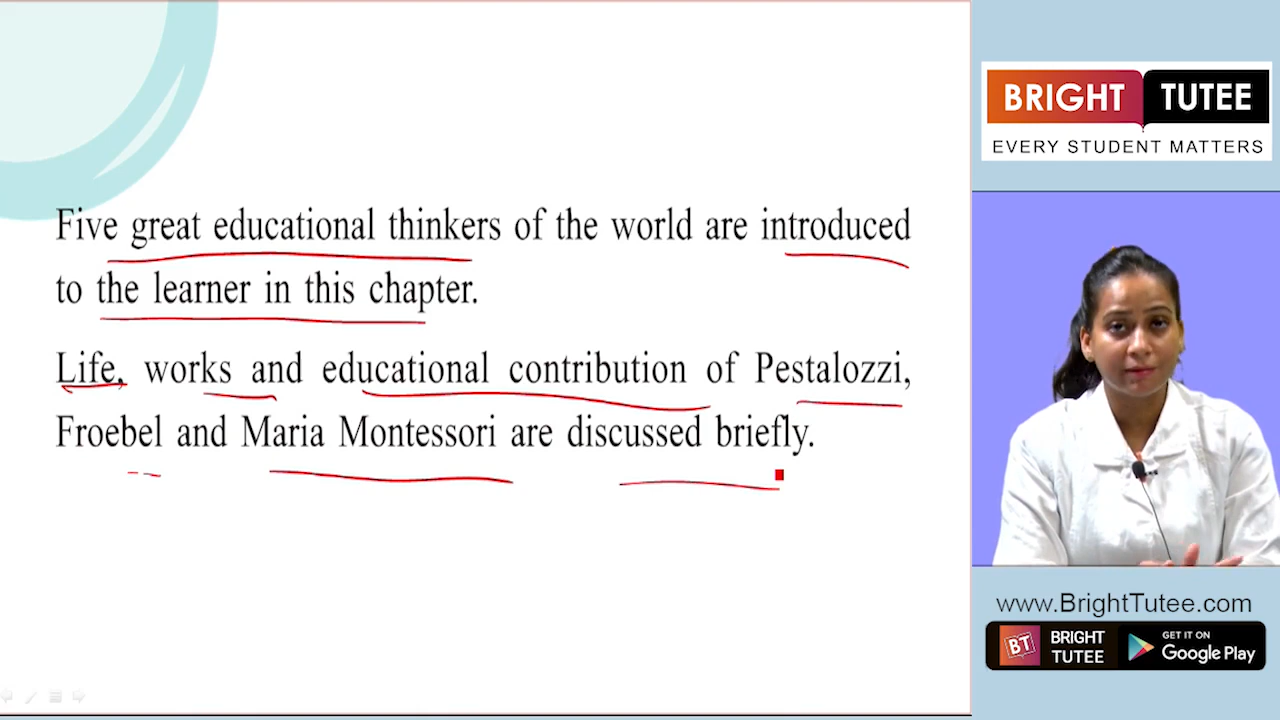 Five great educational thinkers of the world are introduced
to the learner in this chapter.
Life, works and educational contribution of Pestalozzi,
Froebel and Maria Montessori are discussed briefly.
BRIGHT TUTEE
EVERY STUDENT MATTERS
www.BrightTutee.com
BT
BRIGHT
TUTEE
GET IT ON
Google Play